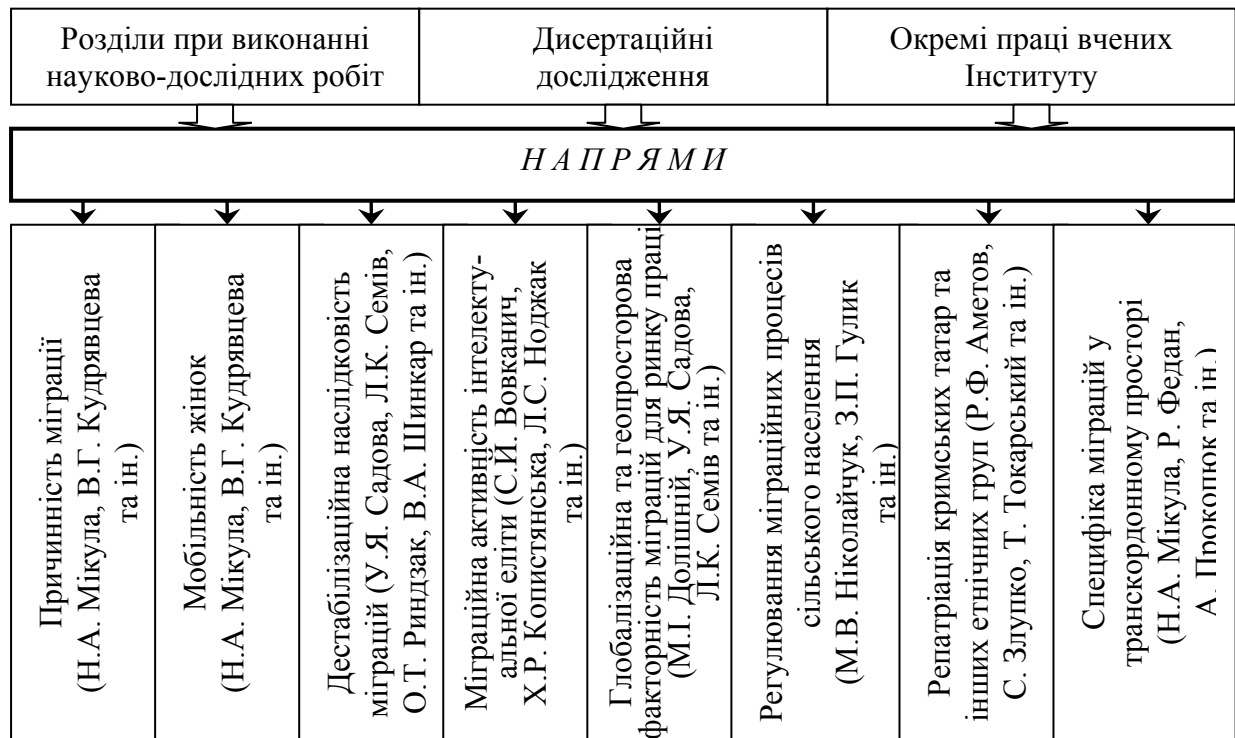 Розділи при виконанні
науково-дослідних робіт
Дисертаційні
дослідження
Окремі праці вчених
Інституту
Н А П Р Я М И
Причинність міграції
(Н.А. Мікула, В.Г. Кудрявцева
та ін.)
Мобільність жінок
(Н.А. Мікула, В.Г. Кудрявцева
та ін.)
Дестабілізаційна наслідковість
міграцій (У.Я. Садова, Л.К. Семів,
О.Т. Риндзак, В.А. Шинкар та ін.)
Міграційна активність інтелекту-
альної еліти (С.Й. Вовканич,
Х.Р. Копистянська, Л.С. Ноджак
та ін.)
Глобалізаційна та геопросторова
факторність міграцій для ринку праці
(М.І. Долішній, У.Я. Садова,
Л.К. Семів та ін.)
Регулювання міграційних процесів
сільського населення
(М.В. Ніколайчук, З.П. Гулик
та ін.)
Репатріація кримських татар та
інших етнічних груп (Р.Ф. Аметов,
С. Злупко, Т. Токарський та ін.)
Специфіка міграцій у
транскордонному просторі
(Н.А. Мікула, Р. Федан,
А. Прокопюк та ін.)